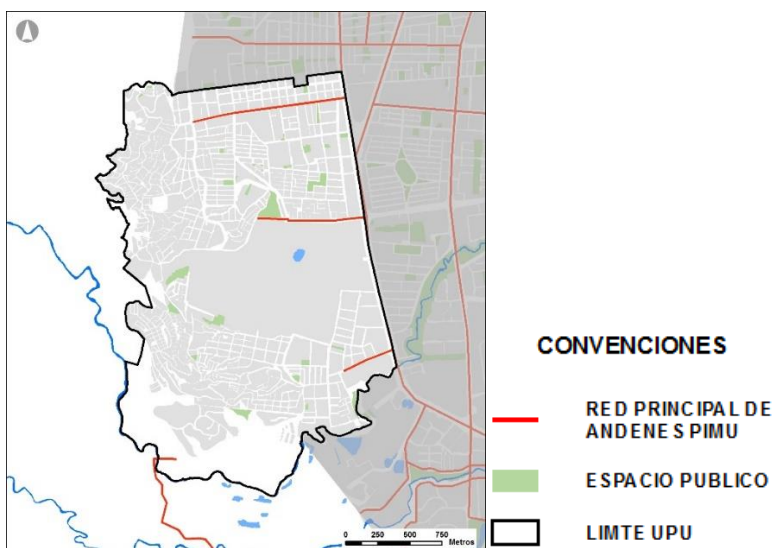 CONVENCIONES
RED PRINCIPAL DE
ANDENES PIMU
ESPACIO PUBLICO
LIMTE UPU
0 250 500 750
Metros